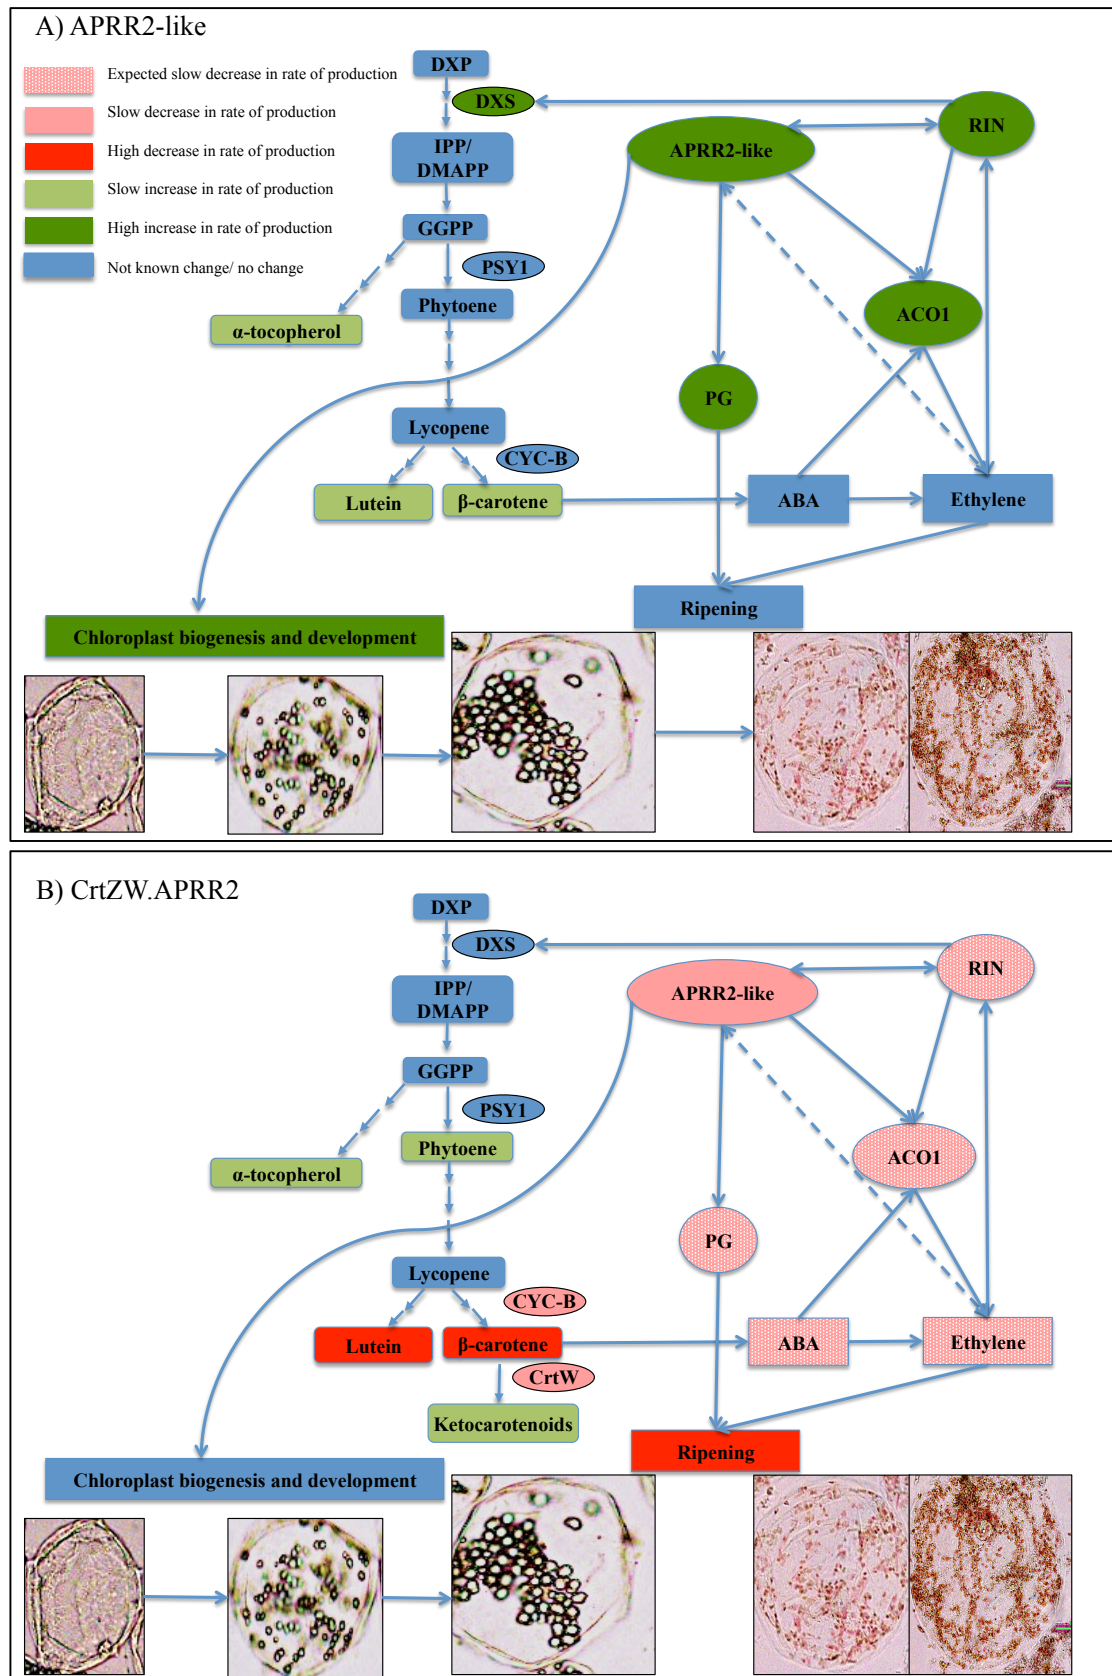 A) APRR2-like
Expected slow decrease in rate of production
Slow decrease in rate of production
High decrease in rate of production
Slow increase in rate of production
High increase in rate of production
Not known change/ no change
DXP
DXS
RIN
IPP/
DMAPP
APRR2-like
GGPP
PSY1
Phytoene
α-tocopherol
ACO1
PG
Lycopene
CYC-B
Lutein
β-carotene
ABA
Ethylene
Ripening
Chloroplast biogenesis and development
B) CrtZW.APRR2
DXP
DXS
RIN
IPP/
DMAPP
APRR2-like
GGPP
PSY1
Phytoene
α-tocopherol
ACO1
PG
Lycopene
CYC-B
Lutein
β-carotene
ABA
Ethylene
CrtW
Ketocarotenoids
Ripening
Chloroplast biogenesis and development